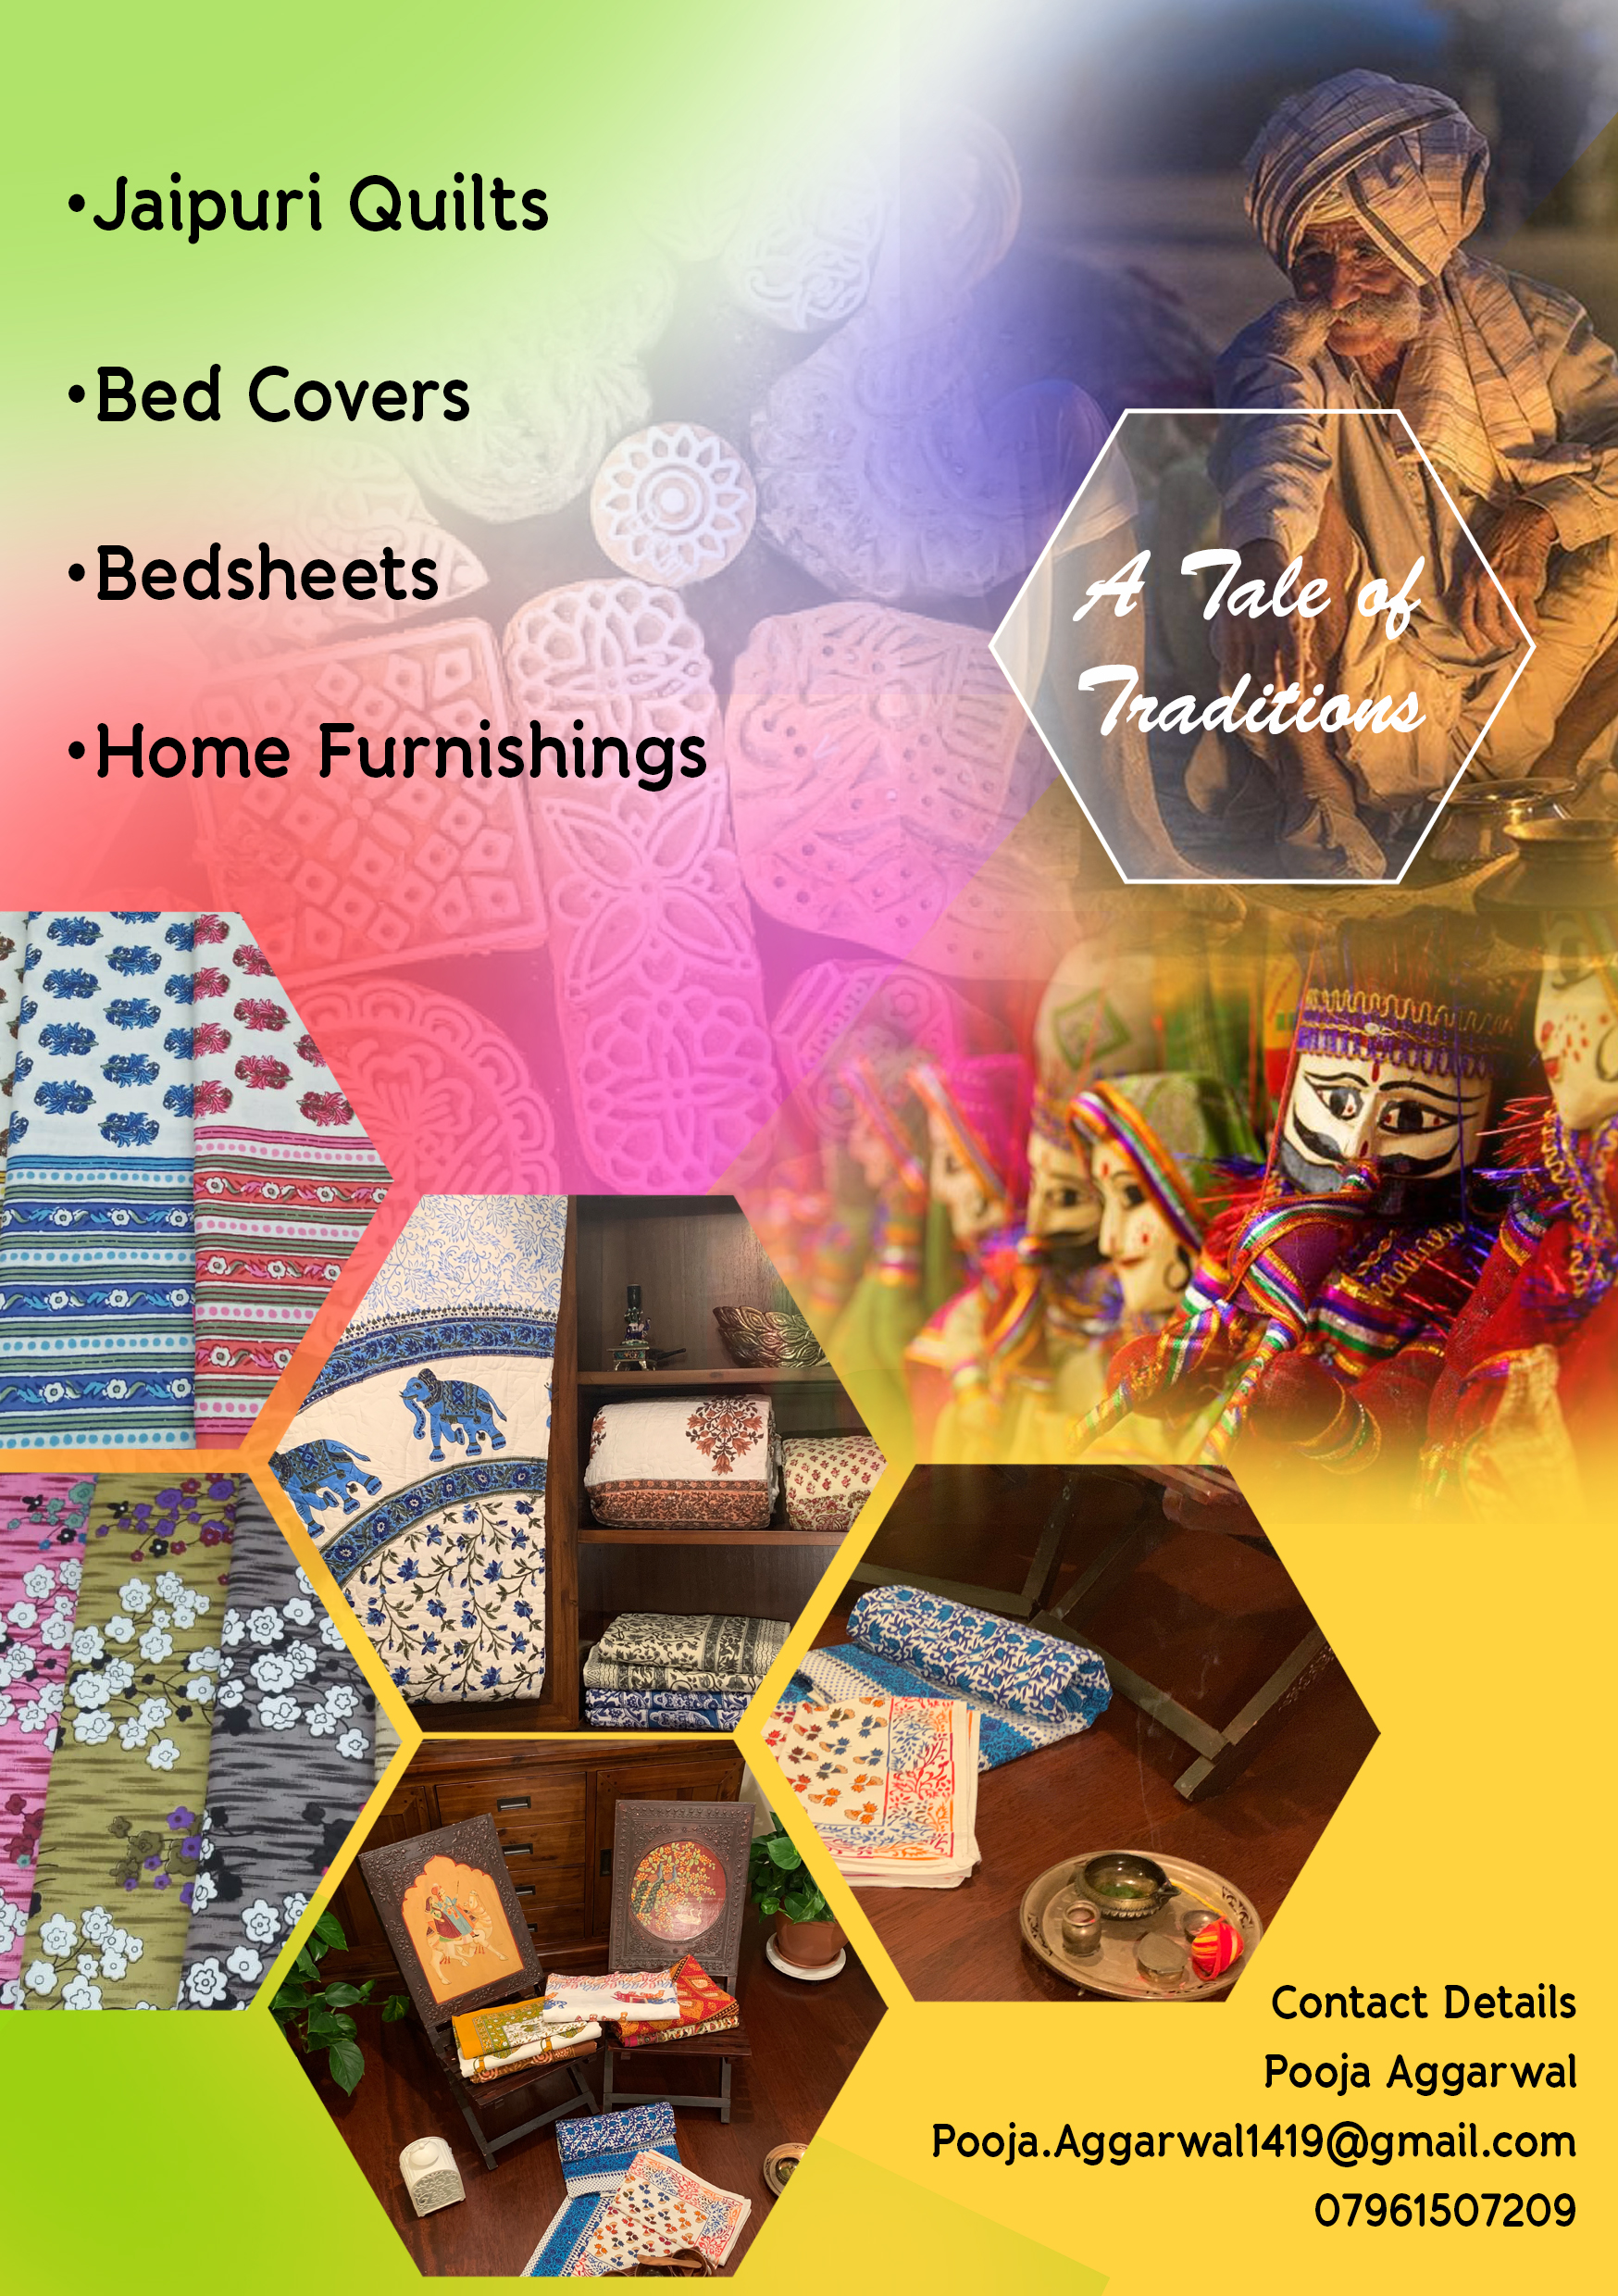 •Jaipuri Quilts
•Bed Covers
•Bedsheets
•Home Furnishings
A Tale of
Traditions
Contact Details
Pooja Aggarwal
Pooja.Aggarwal1419@gmail.com
07961507209